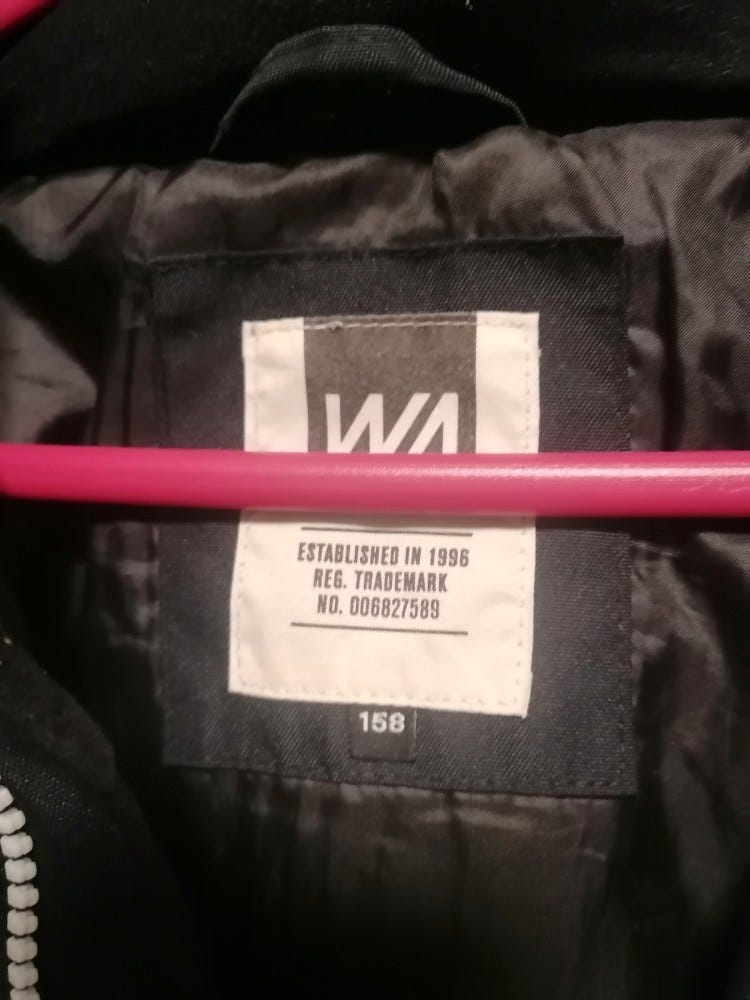 WA
ESTABLISHED IN 1996
REG. TRADEMARK
NO. 006827589
158